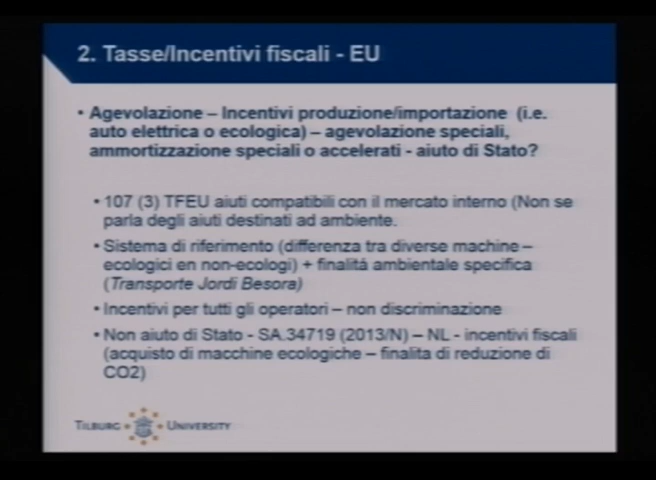 2. Tasse/Incentivi fiscali - EU
• Agevolazione – Incentivi produzione/importazione (i.e.
auto elettrica o ecologica) – agevolazione speciali,
ammortizzazione speciali o accelerati - aiuto di Stato?
• 107 (3) TFEU aiuti compatibili con il mercato interno (Non se
parla degli aiuti destinati ad ambiente.
• Sistema di riferimento (differenza tra diverse machine –
ecologici en non-ecologi) + finalitá ambientale specifica
(Transporte Jordi Besora)
• Incentivi per tutti gli operatori – non discriminazione
• Non aiuto di Stato - SA.34719 (2013/N) – NL - incentivi fiscali
(acquisto di macchine ecologiche – finalita di reduzione di
CO2)
TILBURG UNIVERSITY